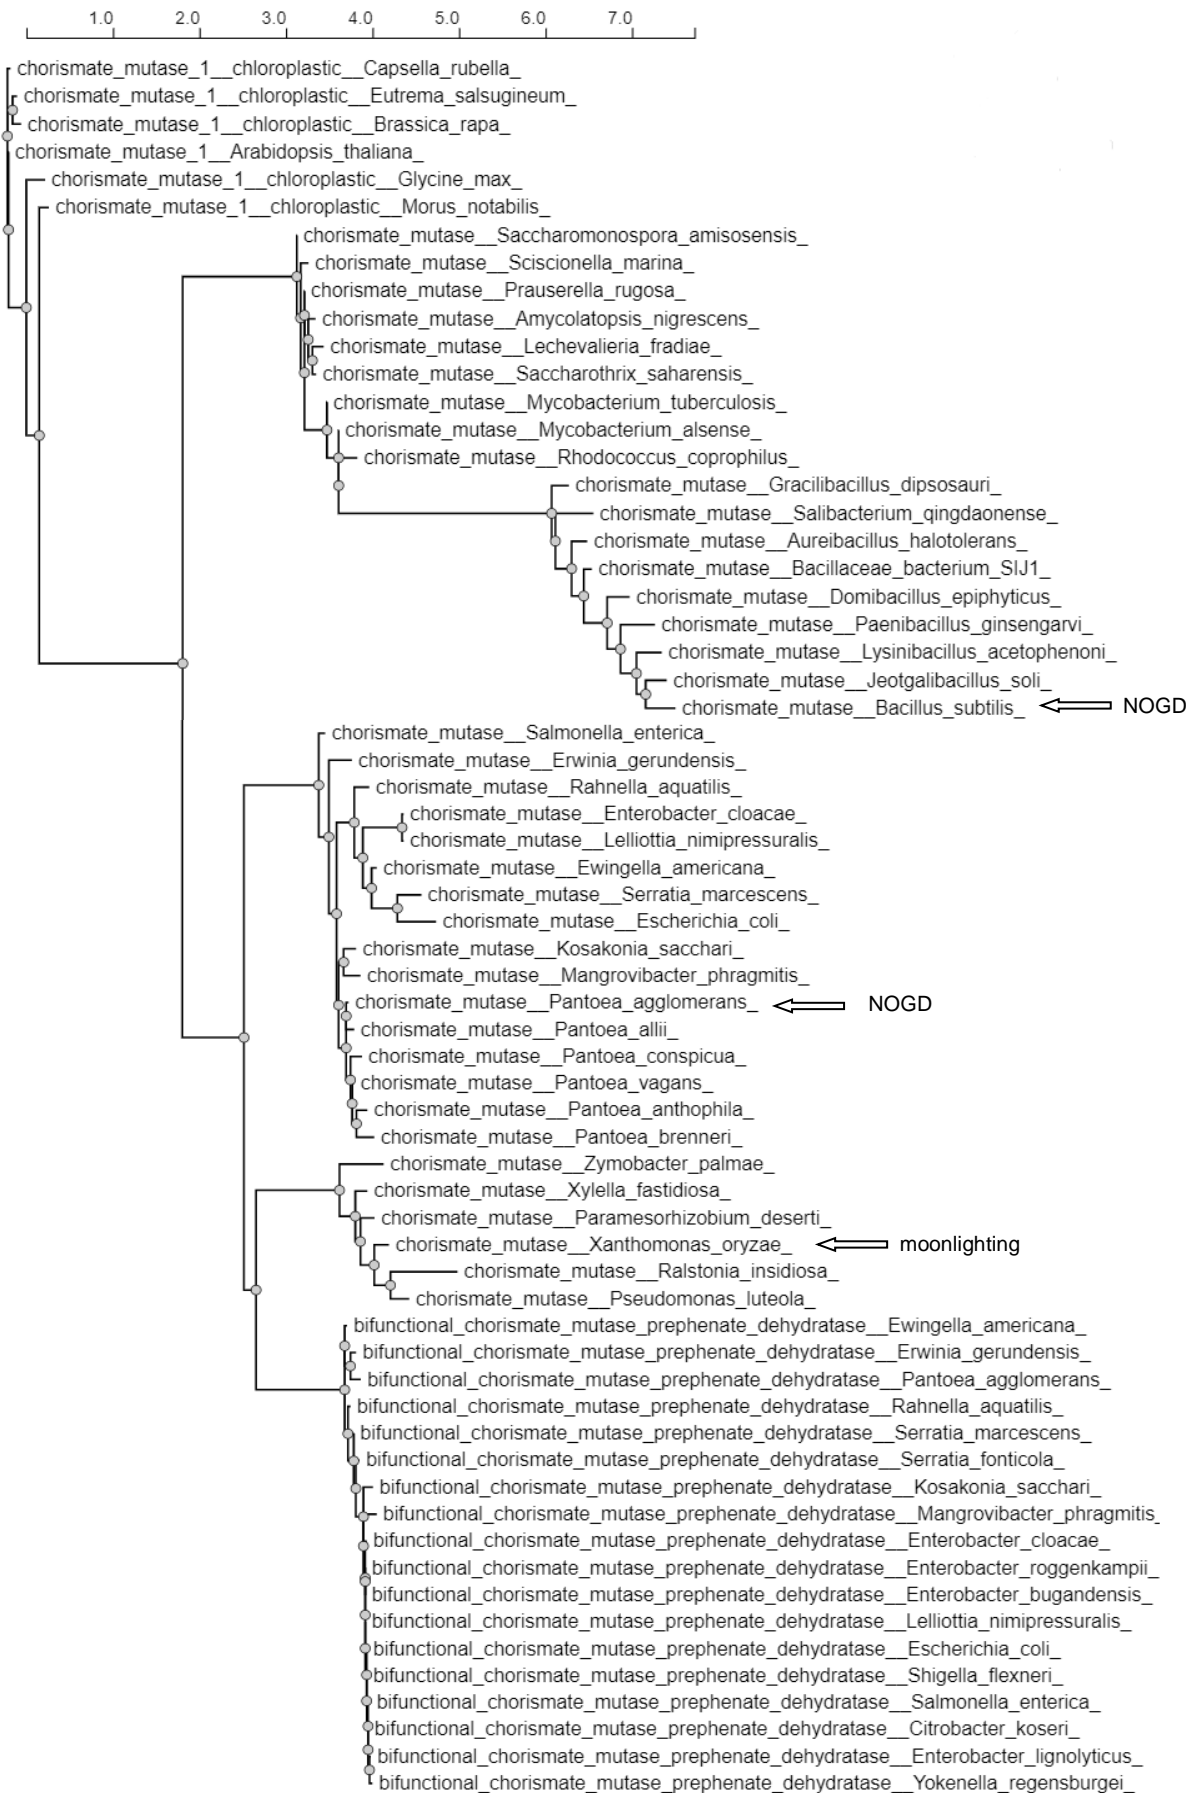 1.0 2.0 3.0 4.0 5.0 6.0 7.0
chorismate_mutase_1__chloroplastic__Capsella_rubella_
chorismate_mutase_1__chloroplastic__Eutrema_salsugineum_
chorismate_mutase_1__chloroplastic__Brassica_rapa_
chorismate_mutase_1__Arabidopsis_thaliana_
chorismate_mutase_1__chloroplastic__Glycine_max_
chorismate_mutase_1__chloroplastic__Morus_notabilis_
chorismate_mutase__Saccharomonospora_amisosensis_
chorismate_mutase__Sciscionella_marina_
chorismate_mutase__Prauserella_rugosa_
chorismate_mutase__Amycolatopsis_nigrescens_
chorismate_mutase__Lechevalieria_fradiae_
chorismate_mutase__Saccharothrix_saharensis_
chorismate_mutase__Mycobacterium_tuberculosis_
chorismate_mutase__Mycobacterium_alsense_
chorismate_mutase__Rhodococcus_coprophilus_
chorismate_mutase__Gracilibacillus_dipsosauri_
chorismate_mutase__Salibacterium_qingdaonense_
chorismate_mutase__Aureibacillus_halotolerans_
chorismate_mutase__Bacillaceae_bacterium_SIJ1_
chorismate_mutase__Domibacillus_epiphyticus_
chorismate_mutase__Paenibacillus_ginsengarvi_
chorismate_mutase__Lysinibacillus_acetophenoni_
chorismate_mutase__Jeotgalibacillus_soli_
chorismate_mutase__Bacillus_subtilis_ NOGD
chorismate_mutase__Salmonella_enterica_
chorismate_mutase__Erwinia_gerundensis_
chorismate_mutase__Rahnella_aquatilis_
chorismate_mutase__Enterobacter_cloacae_
chorismate_mutase__Lelliottia_nimipressuralis_
chorismate_mutase__Ewingella_americana_
chorismate_mutase__Serratia_marcescens_
chorismate_mutase__Escherichia_coli_
chorismate_mutase__Kosakonia_sacchari_
chorismate_mutase__Mangrovibacter_phragmitis_
chorismate_mutase__Pantoea_agglomerans_ NOGD
chorismate_mutase__Pantoea_allii_
chorismate_mutase__Pantoea_conspicua_
chorismate_mutase__Pantoea_vagans_
chorismate_mutase__Pantoea_anthophila_
chorismate_mutase__Pantoea_brenneri_
chorismate_mutase__Zymobacter_palmae_
chorismate_mutase__Xylella_fastidiosa_
chorismate_mutase__Paramesorhizobium_deserti_
chorismate_mutase__Xanthomonas_oryzae_ moonlighting
chorismate_mutase__Ralstonia_insidiosa_
chorismate_mutase__Pseudomonas_luteola_
bifunctional_chorismate_mutase_prephenate_dehydratase__Ewingella_americana_
bifunctional_chorismate_mutase_prephenate_dehydratase__Erwinia_gerundensis_
bifunctional_chorismate_mutase_prephenate_dehydratase__Pantoea_agglomerans_
bifunctional_chorismate_mutase_prephenate_dehydratase__Rahnella_aquatilis_
bifunctional_chorismate_mutase_prephenate_dehydratase__Serratia_marcescens_
bifunctional_chorismate_mutase_prephenate_dehydratase__Serratia_fonticola_
bifunctional_chorismate_mutase_prephenate_dehydratase__Kosakonia_sacchari_
bifunctional_chorismate_mutase_prephenate_dehydratase__Mangrovibacter_phragmitis_
bifunctional_chorismate_mutase_prephenate_dehydratase__Enterobacter_cloacae_
bifunctional_chorismate_mutase_prephenate_dehydratase__Enterobacter_roggenkampii_
bifunctional_chorismate_mutase_prephenate_dehydratase__Enterobacter_bugandensis_
bifunctional_chorismate_mutase_prephenate_dehydratase__Lelliottia_nimipressuralis_
bifunctional_chorismate_mutase_prephenate_dehydratase__Escherichia_coli_
bifunctional_chorismate_mutase_prephenate_dehydratase__Shigella_flexneri_
bifunctional_chorismate_mutase_prephenate_dehydratase__Salmonella_enterica_
bifunctional_chorismate_mutase_prephenate_dehydratase__Citrobacter_koseri_
bifunctional_chorismate_mutase_prephenate_dehydratase__Enterobacter_lignolyticus_
bifunctional_chorismate_mutase_prephenate_dehydratase__Yokenella_regensburgei_